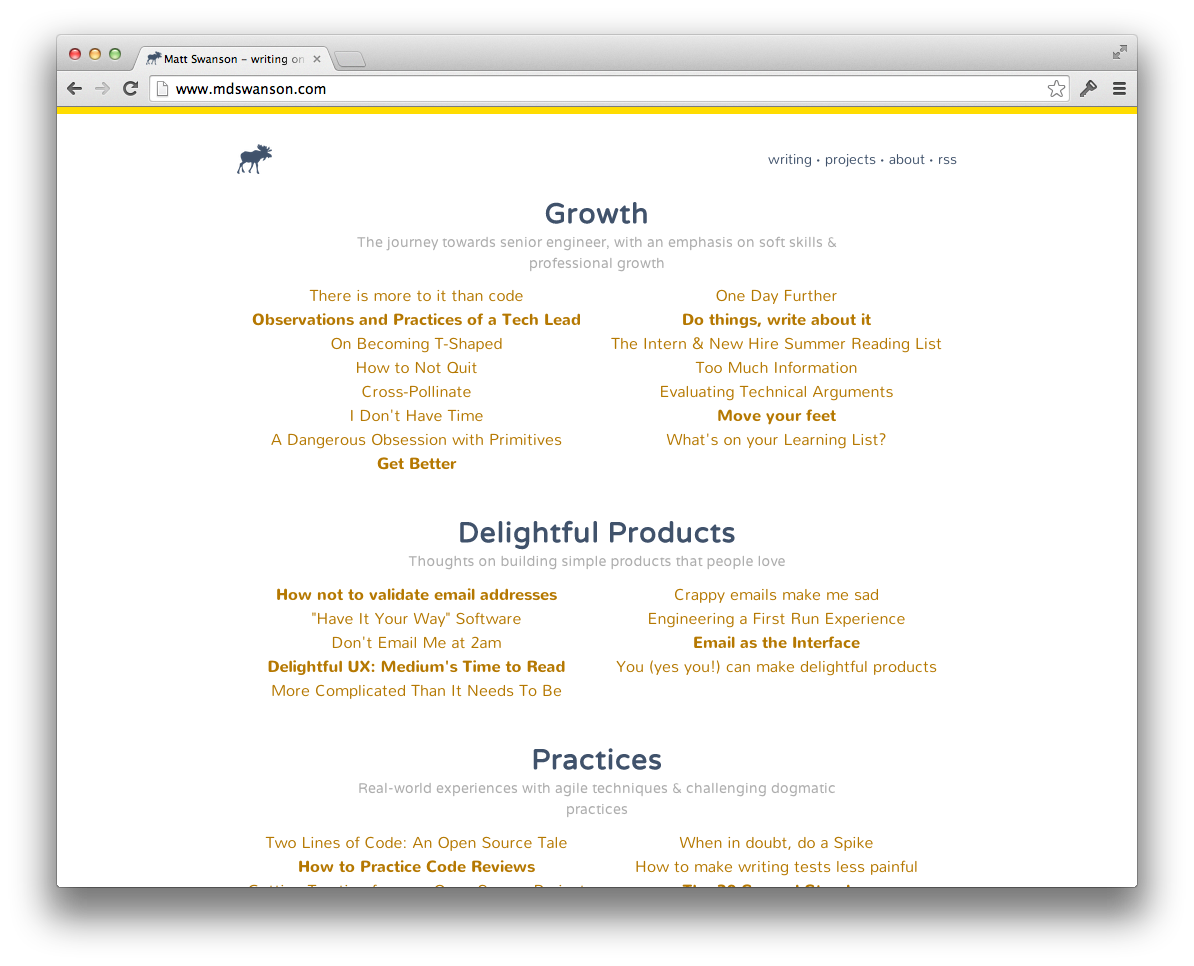 Matt Swanson – writing on
www.mdswanson.com
writing • projects • about • rss
Growth
The journey towards senior engineer, with an emphasis on soft skills &
professional growth
There is more to it than code
Observations and Practices of a Tech Lead
On Becoming T-Shaped
How to Not Quit
Cross-Pollinate
I Don't Have Time
A Dangerous Obsession with Primitives
Get Better
One Day Further
Do things, write about it
The Intern & New Hire Summer Reading List
Too Much Information
Evaluating Technical Arguments
Move your feet
What's on your Learning List?
Delightful Products
Thoughts on building simple products that people love
How not to validate email addresses
"Have It Your Way" Software
Don't Email Me at 2am
Delightful UX: Medium's Time to Read
More Complicated Than It Needs To Be
Crappy emails make me sad
Engineering a First Run Experience
Email as the Interface
You (yes you!) can make delightful products
Practices
Real-world experiences with agile techniques & challenging dogmatic
practices
Two Lines of Code: An Open Source Tale
How to Practice Code Reviews
When in doubt, do a Spike
How to make writing tests less painful